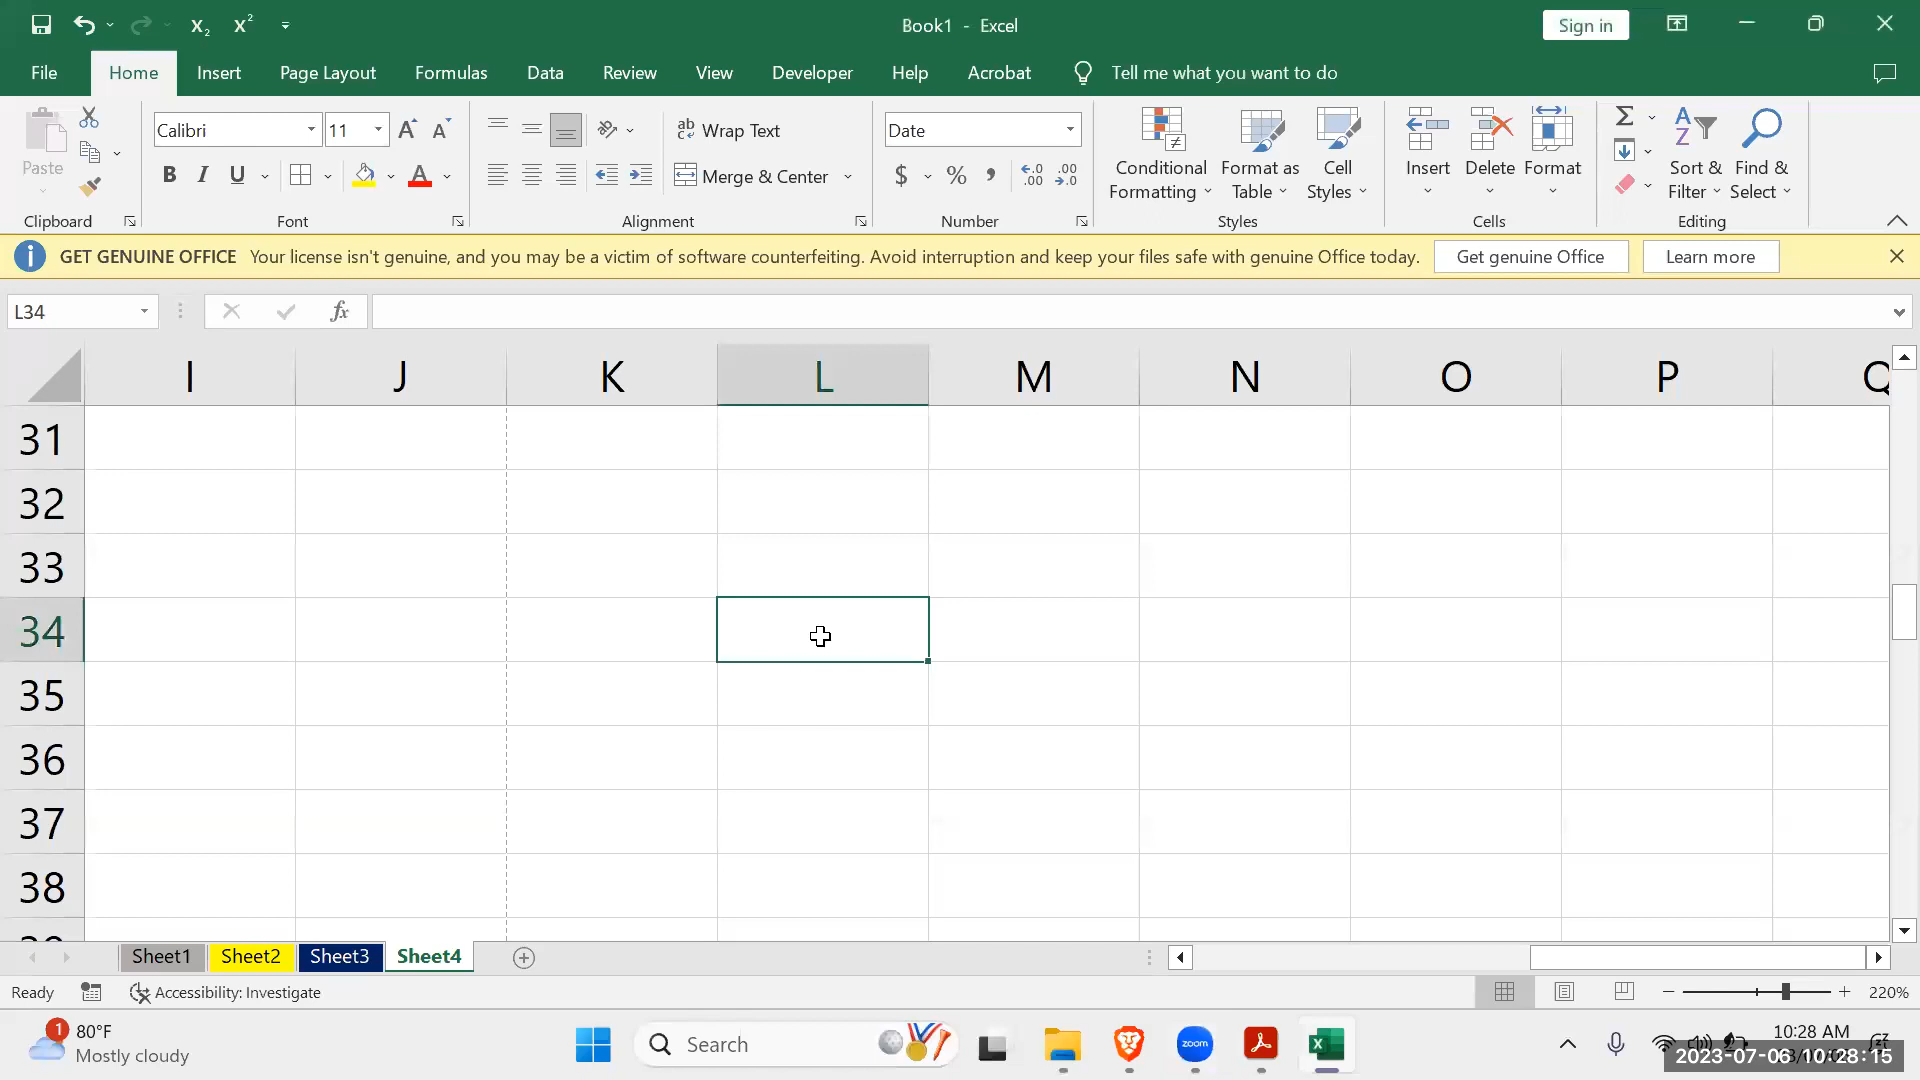 Book1 - Excel
Sign in
File Home Insert Page Layout Formulas Data Review View Developer Help Acrobat Tell me what you want to do
Paste
Calibri 11
B I U
ab Wrap Text
Merge & Center
Date
$ % ,
Conditional Formatting
Format as Table
Cell Styles
Insert Delete Format
Sort & Filter
Find & Select
Clipboard Font Alignment Number Styles Cells Editing
GET GENUINE OFFICE Your license isn't genuine, and you may be a victim of software counterfeiting. Avoid interruption and keep your files safe with genuine Office today. Get genuine Office Learn more
L34 fx
I J K L M N O P Q
31
32
33
34
35
36
37
38
Sheet1 Sheet2 Sheet3 Sheet4
Ready Accessibility: Investigate 220%
1 80°F
Mostly cloudy
Search
zoom
10:28 AM
2023-07-06 10:28:15